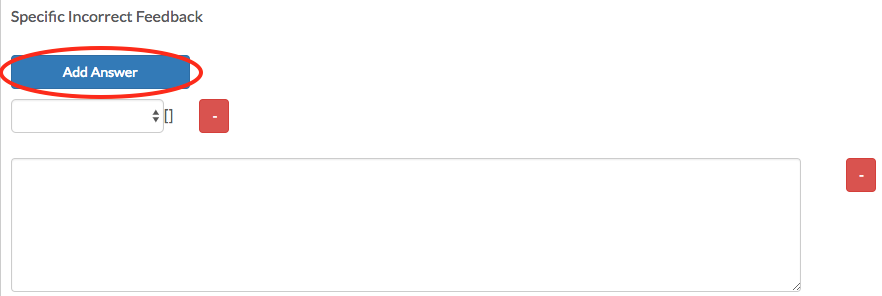 Specific Incorrect Feedback
Add Answer
[] -
-